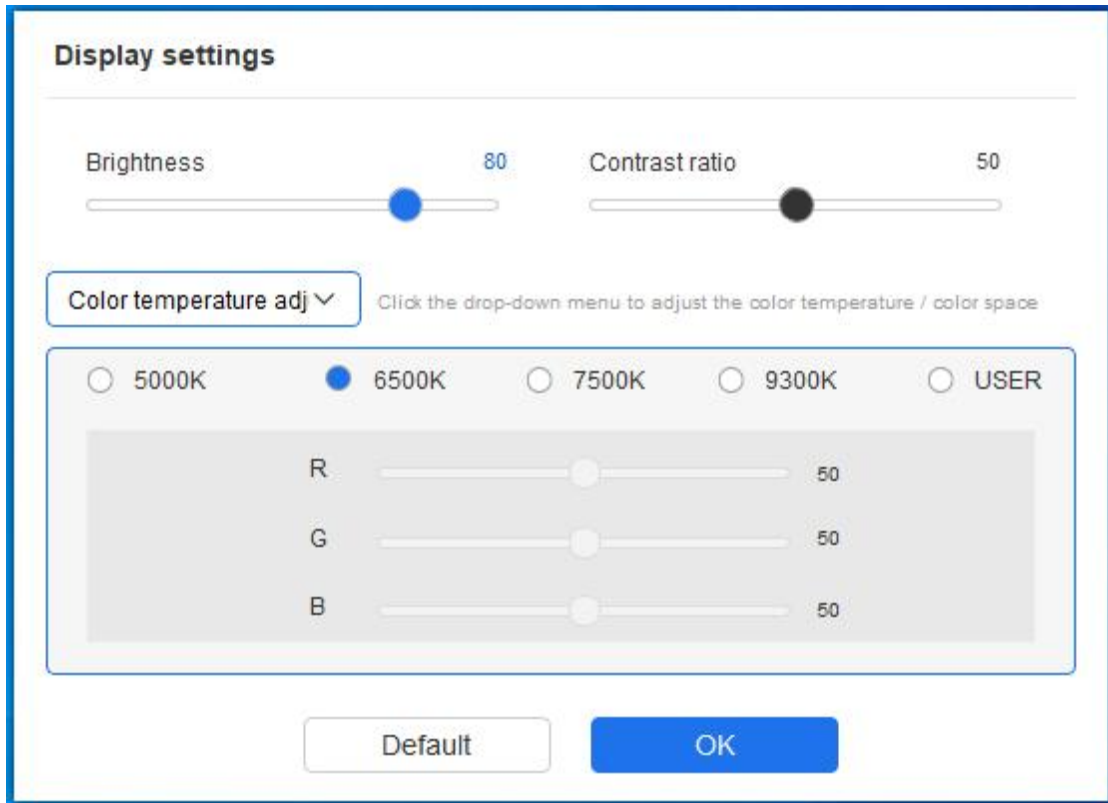 Display settings
Brightness 80 Contrast ratio 50
Color temperature adj Click the drop-down menu to adjust the color temperature / color space
5000K 6500K 7500K 9300K USER
R 50
G 50
B 50
Default OK